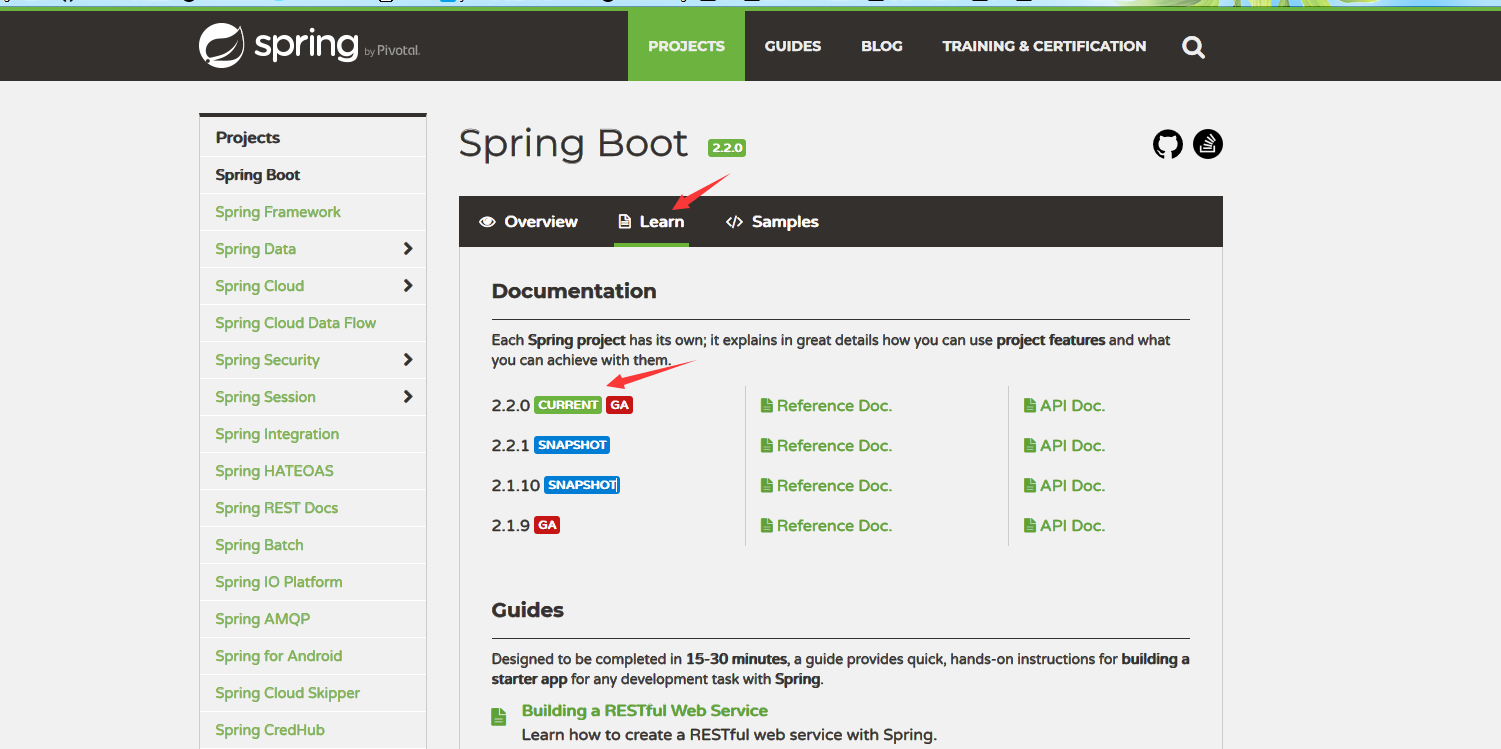 spring by Pivotal.
PROJECTS
GUIDES
BLOG
TRAINING & CERTIFICATION
Projects
Spring Boot
Spring Framework
Spring Data
Spring Cloud
Spring Cloud Data Flow
Spring Security
Spring Session
Spring Integration
Spring HATEOAS
Spring REST Docs
Spring Batch
Spring IO Platform
Spring AMQP
Spring for Android
Spring Cloud Skipper
Spring CredHub
Spring Boot 2.2.0
Overview
Learn
</> Samples
Documentation
Each Spring project has its own; it explains in great details how you can use project features and what
you can achieve with them.
2.2.0 CURRENT GA Reference Doc. API Doc.
2.2.1 SNAPSHOT Reference Doc. API Doc.
2.1.10 SNAPSHOT Reference Doc. API Doc.
2.1.9 GA Reference Doc. API Doc.
Guides
Designed to be completed in 15-30 minutes, a guide provides quick, hands-on instructions for building a
starter app for any development task with Spring.
Building a RESTful Web Service
Learn how to create a RESTful web service with Spring.